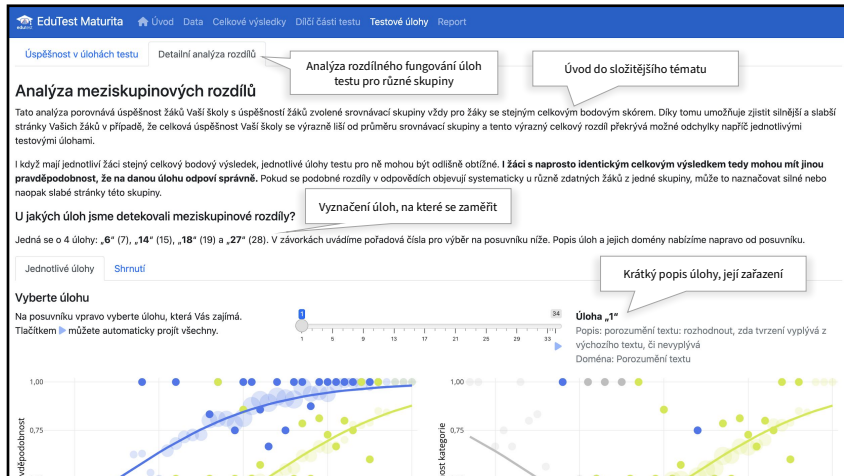 edutest EduTest Maturita Úvod Data Celkové výsledky Dílčí části testu Testové úlohy Report
Úspěšnost v úlohách testu Detailní analýza rozdílů
Analýza rozdílného fungování úloh
testu pro různé skupiny
Úvod do složitějšího tématu
Analýza meziskupinových rozdílů
Tato analýza porovnává úspěšnost žáků Vaší školy s úspěšností žáků zvolené srovnávací skupiny vždy pro žáky se stejným celkovým bodovým skórem. Díky tomu umožňuje zjistit silnější a slabší
stránky Vašich žáků v případě, že celková úspěšnost Vaší školy se výrazně liší od průměru srovnávací skupiny a tento výrazný celkový rozdíl překrývá možné odchylky napříč jednotlivými
testovými úlohami.
I když mají jednotliví žáci stejný celkový bodový výsledek, jednotlivé úlohy testu pro ně mohou být odlišně obtížné. I žáci s naprosto identickým celkovým výsledkem tedy mohou mít jinou
pravděpodobnost, že na danou úlohu odpoví správně. Pokud se podobné rozdíly v odpovědích objevují systematicky u různě zdatných žáků z jedné skupiny, může to naznačovat silné nebo
naopak slabé stránky této skupiny.
Vyznačení úloh, na které se zaměřit
U jakých úloh jsme detekovali meziskupinové rozdíly?
Jedná se o 4 úlohy: „6“ (7), „14“ (15), „18“ (19) a „27“ (28). V závorkách uvádíme pořadová čísla pro výběr na posuvníku níže. Popis úloh a jejich domény nabízíme napravo od posuvníku.
Jednotlivé úlohy Shrnutí
Krátký popis úlohy, její zařazení
Vyberte úlohu
Na posuvníku vpravo vyberte úlohu, která Vás zajímá.
Tlačítkem můžete automaticky projít všechny.
1 34
1 5 9 13 17 21 25 29 33
Úloha „1“
Popis: porozumění textu: rozhodnout, zda tvrzení vyplývá z
výchozího textu, či nevyplývá
Doména: Porozumění textu
1,00
0,75
1,00
0,75